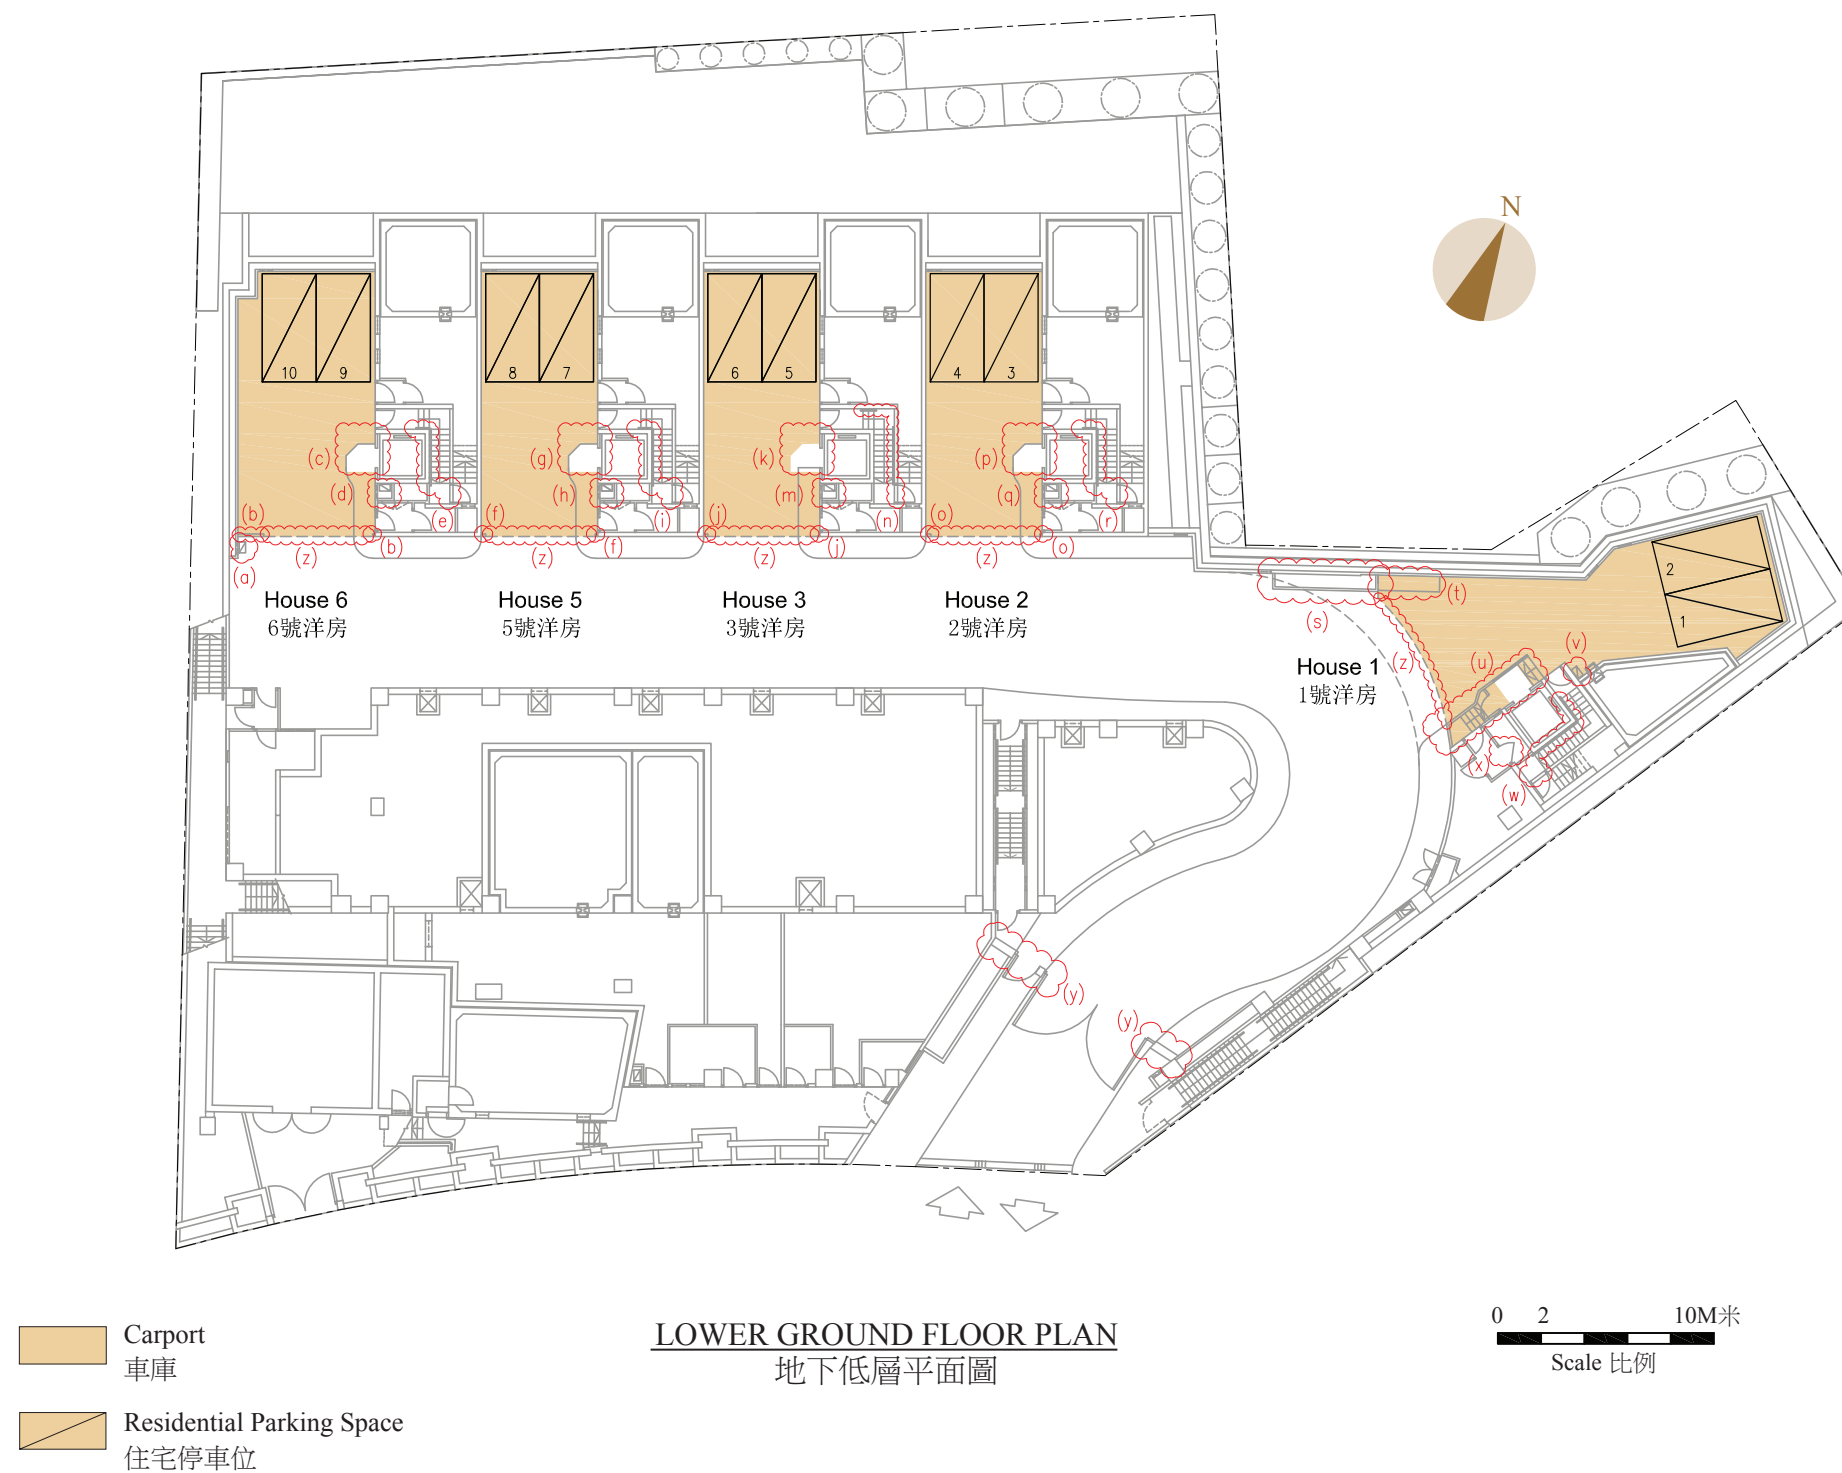 N
10 9
8 7
6 5
4 3
(c)
(g)
(k)
(p)
(d)
(e)
(h)
(i)
(m)
(n)
(q)
(r)
(b)
(f)
(j)
(o)
(a)
(z)
(b)
(z)
(f)
(z)
(j)
(z)
(o)
2
1
(t)
(s)
House 6
6號洋房
House 5
5號洋房
House 3
3號洋房
House 2
2號洋房
House 1
1號洋房
(z)
(u)
(v)
(x)
(w)
(y)
(y)
Carport
車庫
Residential Parking Space
住宅停車位
LOWER GROUND FLOOR PLAN
地下低層平面圖
0 2 10M米
Scale 比例